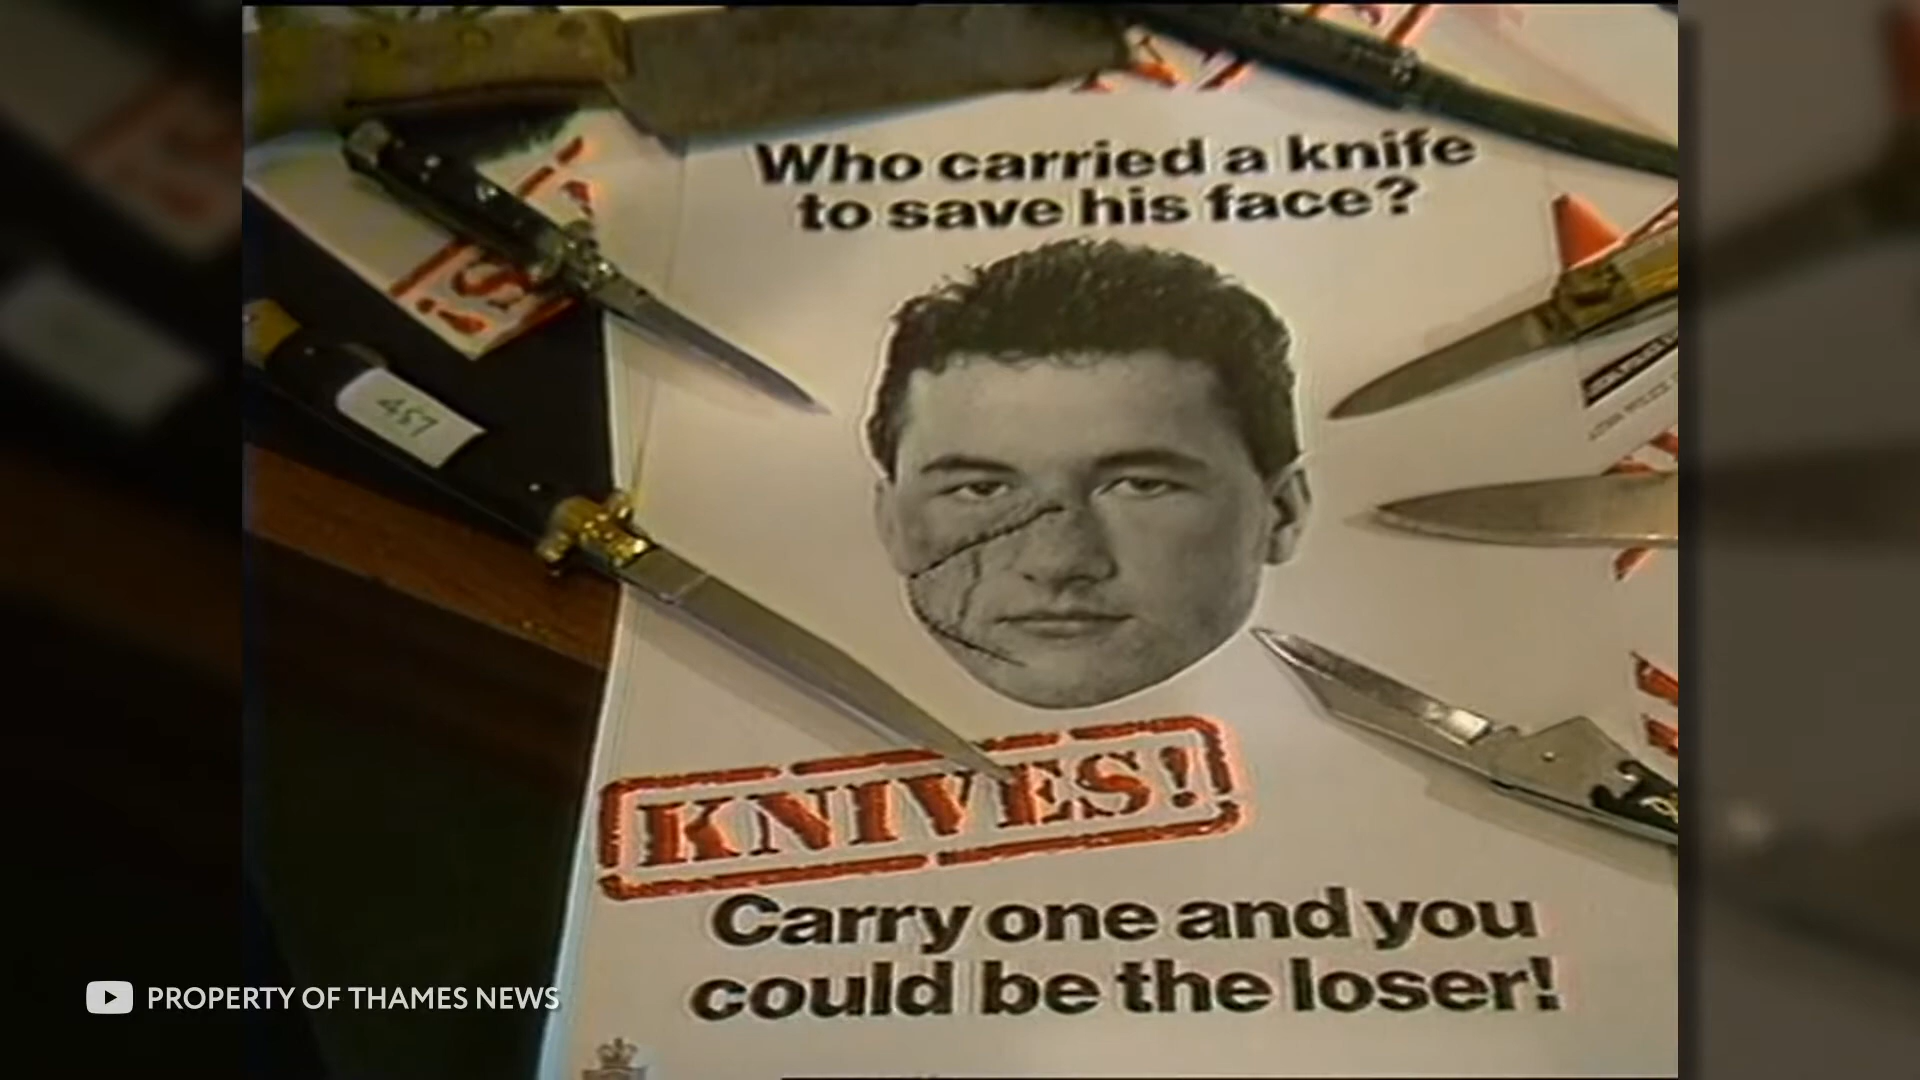 Who carried a knife
to save his face?
457
KNIVES!
Carry one and you
could be the loser!
PROPERTY OF THAMES NEWS